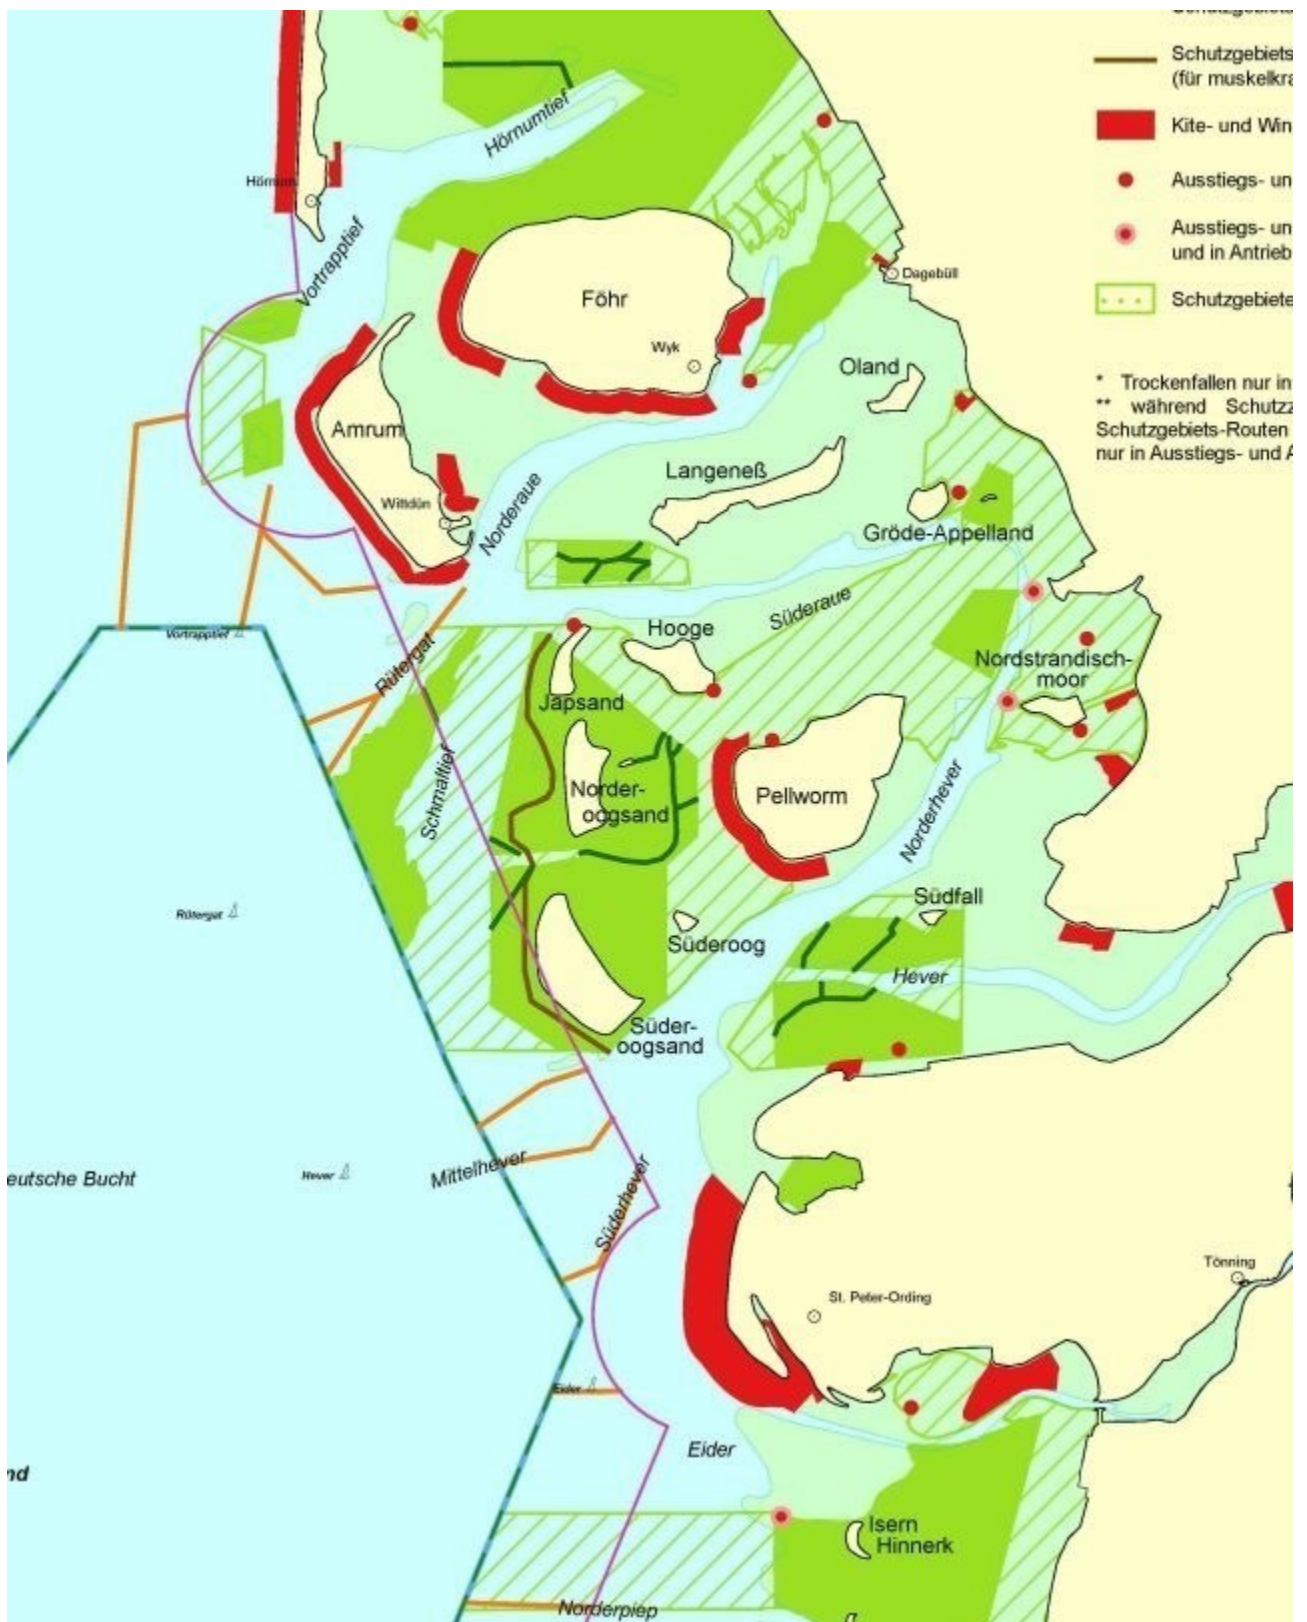 Schutzgebiets
(für muskelkra
Kite- und Win
Ausstiegs- un
Ausstiegs- un
und in Antrieb
Schutzgebiete
* Trockenfallen nur in
** während Schutzz
Schutzgebiets-Routen
nur in Ausstiegs- und A
Hörnumtief
Hörnum
Vortrapptief
Dagebüll
Föhr
Wyk
Oland
Amrum
Langeneß
Wittdün
Norderaue
Gröde-Appelland
Süderaue
Vortrapptief
Hooge
Rütergat
Nordstrandisch-
moor
Japsand
Schmaltief
Norder-
oogsand
Pellworm
Norderhever
Rütergat
Südfall
Süderoog
Hever
Süder-
oogsand
eutsche Bucht
Hever
Mittelhever
Süderhever
Tönning
St. Peter-Ording
Eider
Eider
nd
Isern
Hinnerk
Norderpiep